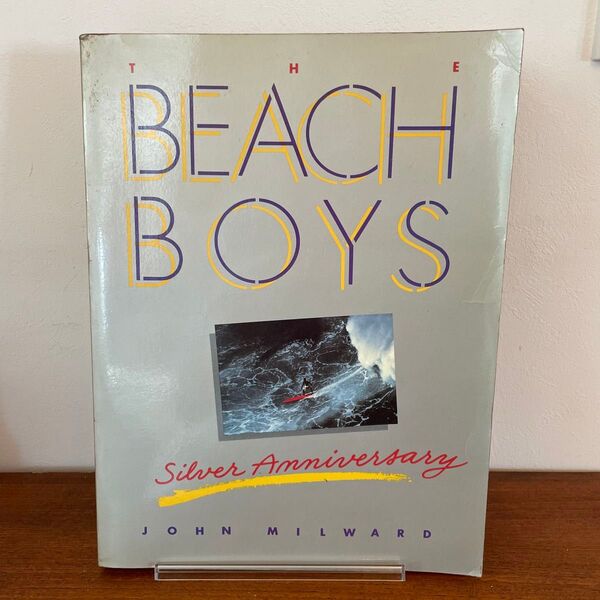 THE
BEACH
BOYS
Silver Anniversary
JOHN MILWARD